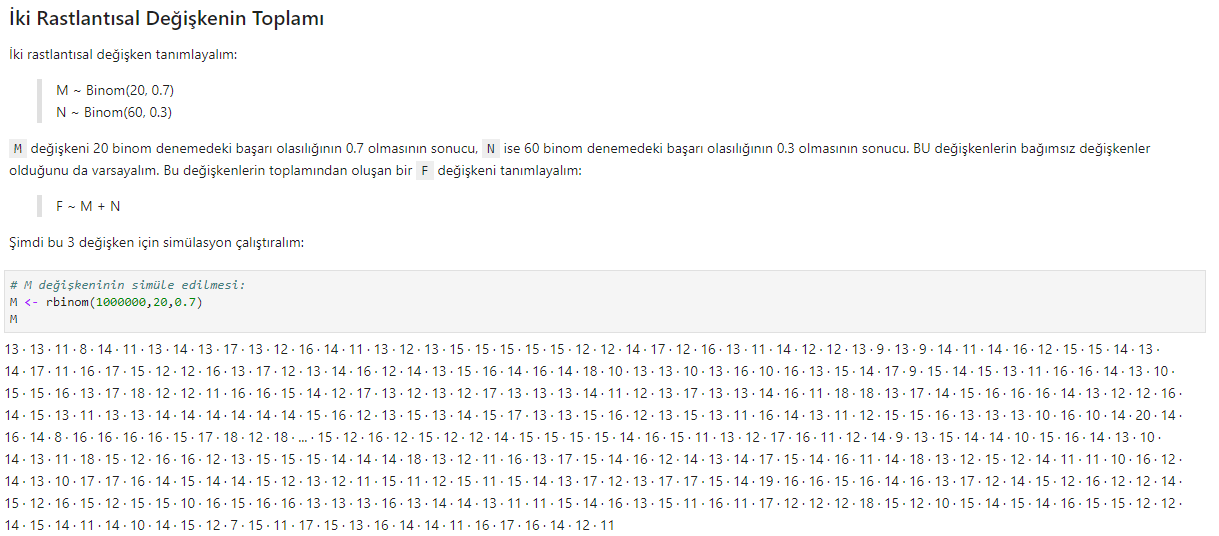 İki Rastlantısal Değişkenin Toplamı
İki rastlantısal değişken tanımlayalım:
M ~ Binom(20, 0.7)
N ~ Binom(60, 0.3)
M değişkeni 20 binom denemedeki başarı olasılığının 0.7 olmasının sonucu, N ise 60 binom denemedeki başarı olasılığının 0.3 olmasının sonucu. BU değişkenlerin bağımsız değişkenler
olduğunu da varsayalım. Bu değişkenlerin toplamından oluşan bir F değişkeni tanımlayalım:
F ~ M + N
Şimdi bu 3 değişken için simülasyon çalıştıralım:
# M değişkeninin simüle edilmesi:
M <- rbinom(1000000,20,0.7)
M
13 · 13 · 11 · 8 · 14 · 11 · 13 · 14 · 13 · 17 · 13 · 12 · 16 · 14 · 11 · 13 · 12 · 13 · 15 · 15 · 15 · 15 · 15 · 12 · 12 · 14 · 17 · 12 · 16 · 13 · 11 · 14 · 12 · 12 · 13 · 9 · 13 · 9 · 14 · 11 · 14 · 16 · 12 · 15 · 15 · 14 · 13 ·
14 · 17 · 11 · 16 · 17 · 15 · 12 · 12 · 16 · 13 · 17 · 12 · 13 · 14 · 16 · 12 · 14 · 13 · 15 · 16 · 14 · 16 · 14 · 18 · 10 · 13 · 13 · 10 · 13 · 16 · 10 · 16 · 13 · 15 · 14 · 17 · 9 · 15 · 14 · 15 · 13 · 11 · 16 · 16 · 14 · 13 · 10 ·
15 · 15 · 16 · 13 · 17 · 18 · 12 · 12 · 11 · 16 · 16 · 15 · 14 · 12 · 17 · 13 · 12 · 13 · 12 · 17 · 13 · 13 · 13 · 14 · 11 · 12 · 13 · 17 · 13 · 13 · 14 · 16 · 11 · 18 · 18 · 13 · 17 · 14 · 15 · 16 · 16 · 16 · 14 · 13 · 12 · 12 · 16 ·
14 · 15 · 13 · 11 · 13 · 13 · 14 · 14 · 14 · 14 · 14 · 14 · 15 · 16 · 12 · 13 · 15 · 13 · 14 · 15 · 17 · 13 · 13 · 15 · 16 · 15 · 13 · 11 · 16 · 14 · 13 · 11 · 12 · 15 · 15 · 16 · 13 · 13 · 13 · 10 · 16 · 10 · 14 · 20 · 14 ·
16 · 14 · 8 · 16 · 16 · 16 · 16 · 15 · 17 · 18 · 12 · 18 · ... · 15 · 12 · 16 · 12 · 15 · 12 · 12 · 14 · 15 · 15 · 15 · 15 · 14 · 16 · 15 · 11 · 13 · 12 · 17 · 16 · 11 · 12 · 14 · 9 · 13 · 15 · 14 · 14 · 10 · 15 · 16 · 14 · 13 · 10 ·
14 · 13 · 11 · 18 · 15 · 12 · 16 · 16 · 12 · 13 · 15 · 15 · 15 · 14 · 14 · 14 · 18 · 13 · 12 · 11 · 16 · 13 · 17 · 15 · 14 · 16 · 12 · 14 · 13 · 14 · 17 · 15 · 14 · 16 · 11 · 14 · 18 · 13 · 12 · 15 · 12 · 14 · 11 · 11 · 10 · 16 · 12 ·
14 · 13 · 10 · 17 · 17 · 16 · 14 · 15 · 14 · 14 · 15 · 12 · 13 · 12 · 11 · 15 · 11 · 12 · 15 · 11 · 15 · 14 · 13 · 17 · 12 · 13 · 17 · 17 · 15 · 14 · 19 · 16 · 16 · 15 · 16 · 14 · 16 · 13 · 17 · 12 · 14 · 15 · 12 · 16 · 12 · 12 · 14 ·
15 · 12 · 16 · 15 · 12 · 15 · 15 · 10 · 16 · 15 · 16 · 16 · 13 · 13 · 13 · 16 · 13 · 14 · 14 · 13 · 11 · 11 · 15 · 14 · 16 · 13 · 15 · 11 · 16 · 11 · 17 · 12 · 12 · 12 · 18 · 15 · 12 · 10 · 15 · 14 · 15 · 14 · 16 · 15 · 15 · 12 · 12 ·
14 · 15 · 14 · 11 · 14 · 10 · 14 · 15 · 12 · 7 · 15 · 11 · 17 · 15 · 13 · 16 · 14 · 14 · 11 · 16 · 17 · 16 · 14 · 12 · 11